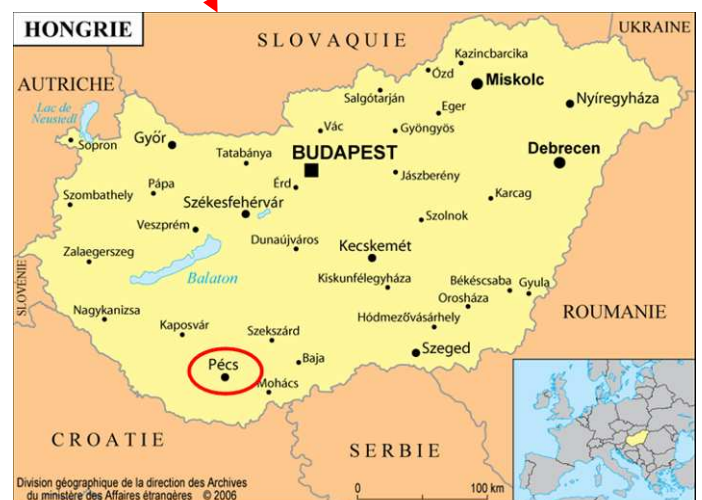 HONGRIE
SLOVAQUIE
UKRAINE
AUTRICHE
Lac de
Neustedl
Kazincbarcika
Ózd
Miskolc
Salgótarján
Eger
Nyíregyháza
Vác
Gyöngyös
Sopron
Győr
Tatabánya
BUDAPEST
Debrecen
Jászberény
Érd
Pápa
Szombathely
Székesfehérvár
Karcag
Veszprém
Szolnok
Dunaújváros
Kecskemét
Zalaegerszeg
Balaton
Kiskunfélegyháza
Békéscsaba
Gyula
SLOVÉNIE
Orosháza
ROUMANIE
Nagykanizsa
Hódmezővásárhely
Kaposvár
Szekszárd
Szeged
Pécs
Baja
Mohács
CROATIE
SERBIE
Division géographique de la direction des Archives
du ministère des Affaires étrangères © 2006
0
100 km